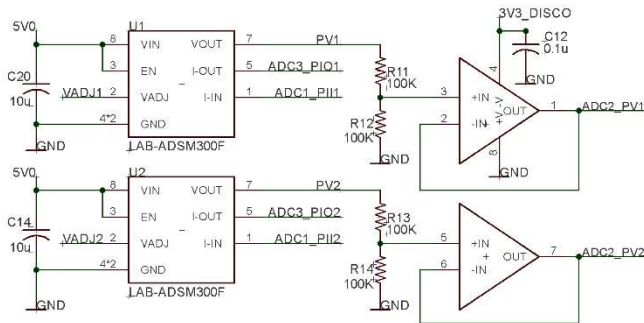 3V3_DISCO
5V0 U1 C12
0.1u
8 VIN VOUT 7 PV1
C20 3 EN I-OUT 5 ADC3_PIO1 R11 4
10u VADJ1 2 VADJ I-IN 1 ADC1_PII1 100K 3 +IN -V OUT 1 ADC2_PV1
4*2 GND R12 2 -IN +V
100K 8
GND LAB-ADSM300F GND GND
5V0 U2
8 VIN VOUT 7 PV2
C14 3 EN I-OUT 5 ADC3_PIO2 R13
10u VADJ2 2 VADJ I-IN 1 ADC1_PII2 100K 5 +IN OUT 7 ADC2_PV2
4*2 GND R14 6 -IN
100K
GND LAB-ADSM300F GND